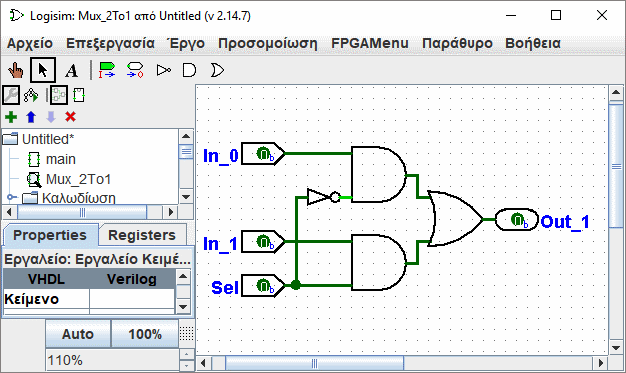 Logisim: Mux_2To1 από Untitled (v 2.14.7)
Αρχείο Επεξεργασία Έργο Προσομοίωση FPGAMenu Παράθυρο Βοήθεια
A
Untitled*
main
Mux_2To1
Καλωδίωση
Properties Registers
Εργαλείο: Εργαλείο Κειμέ...
VHDL Verilog
Κείμενο
Auto 100%
110%
In_0
In_1
Sel
Out_1